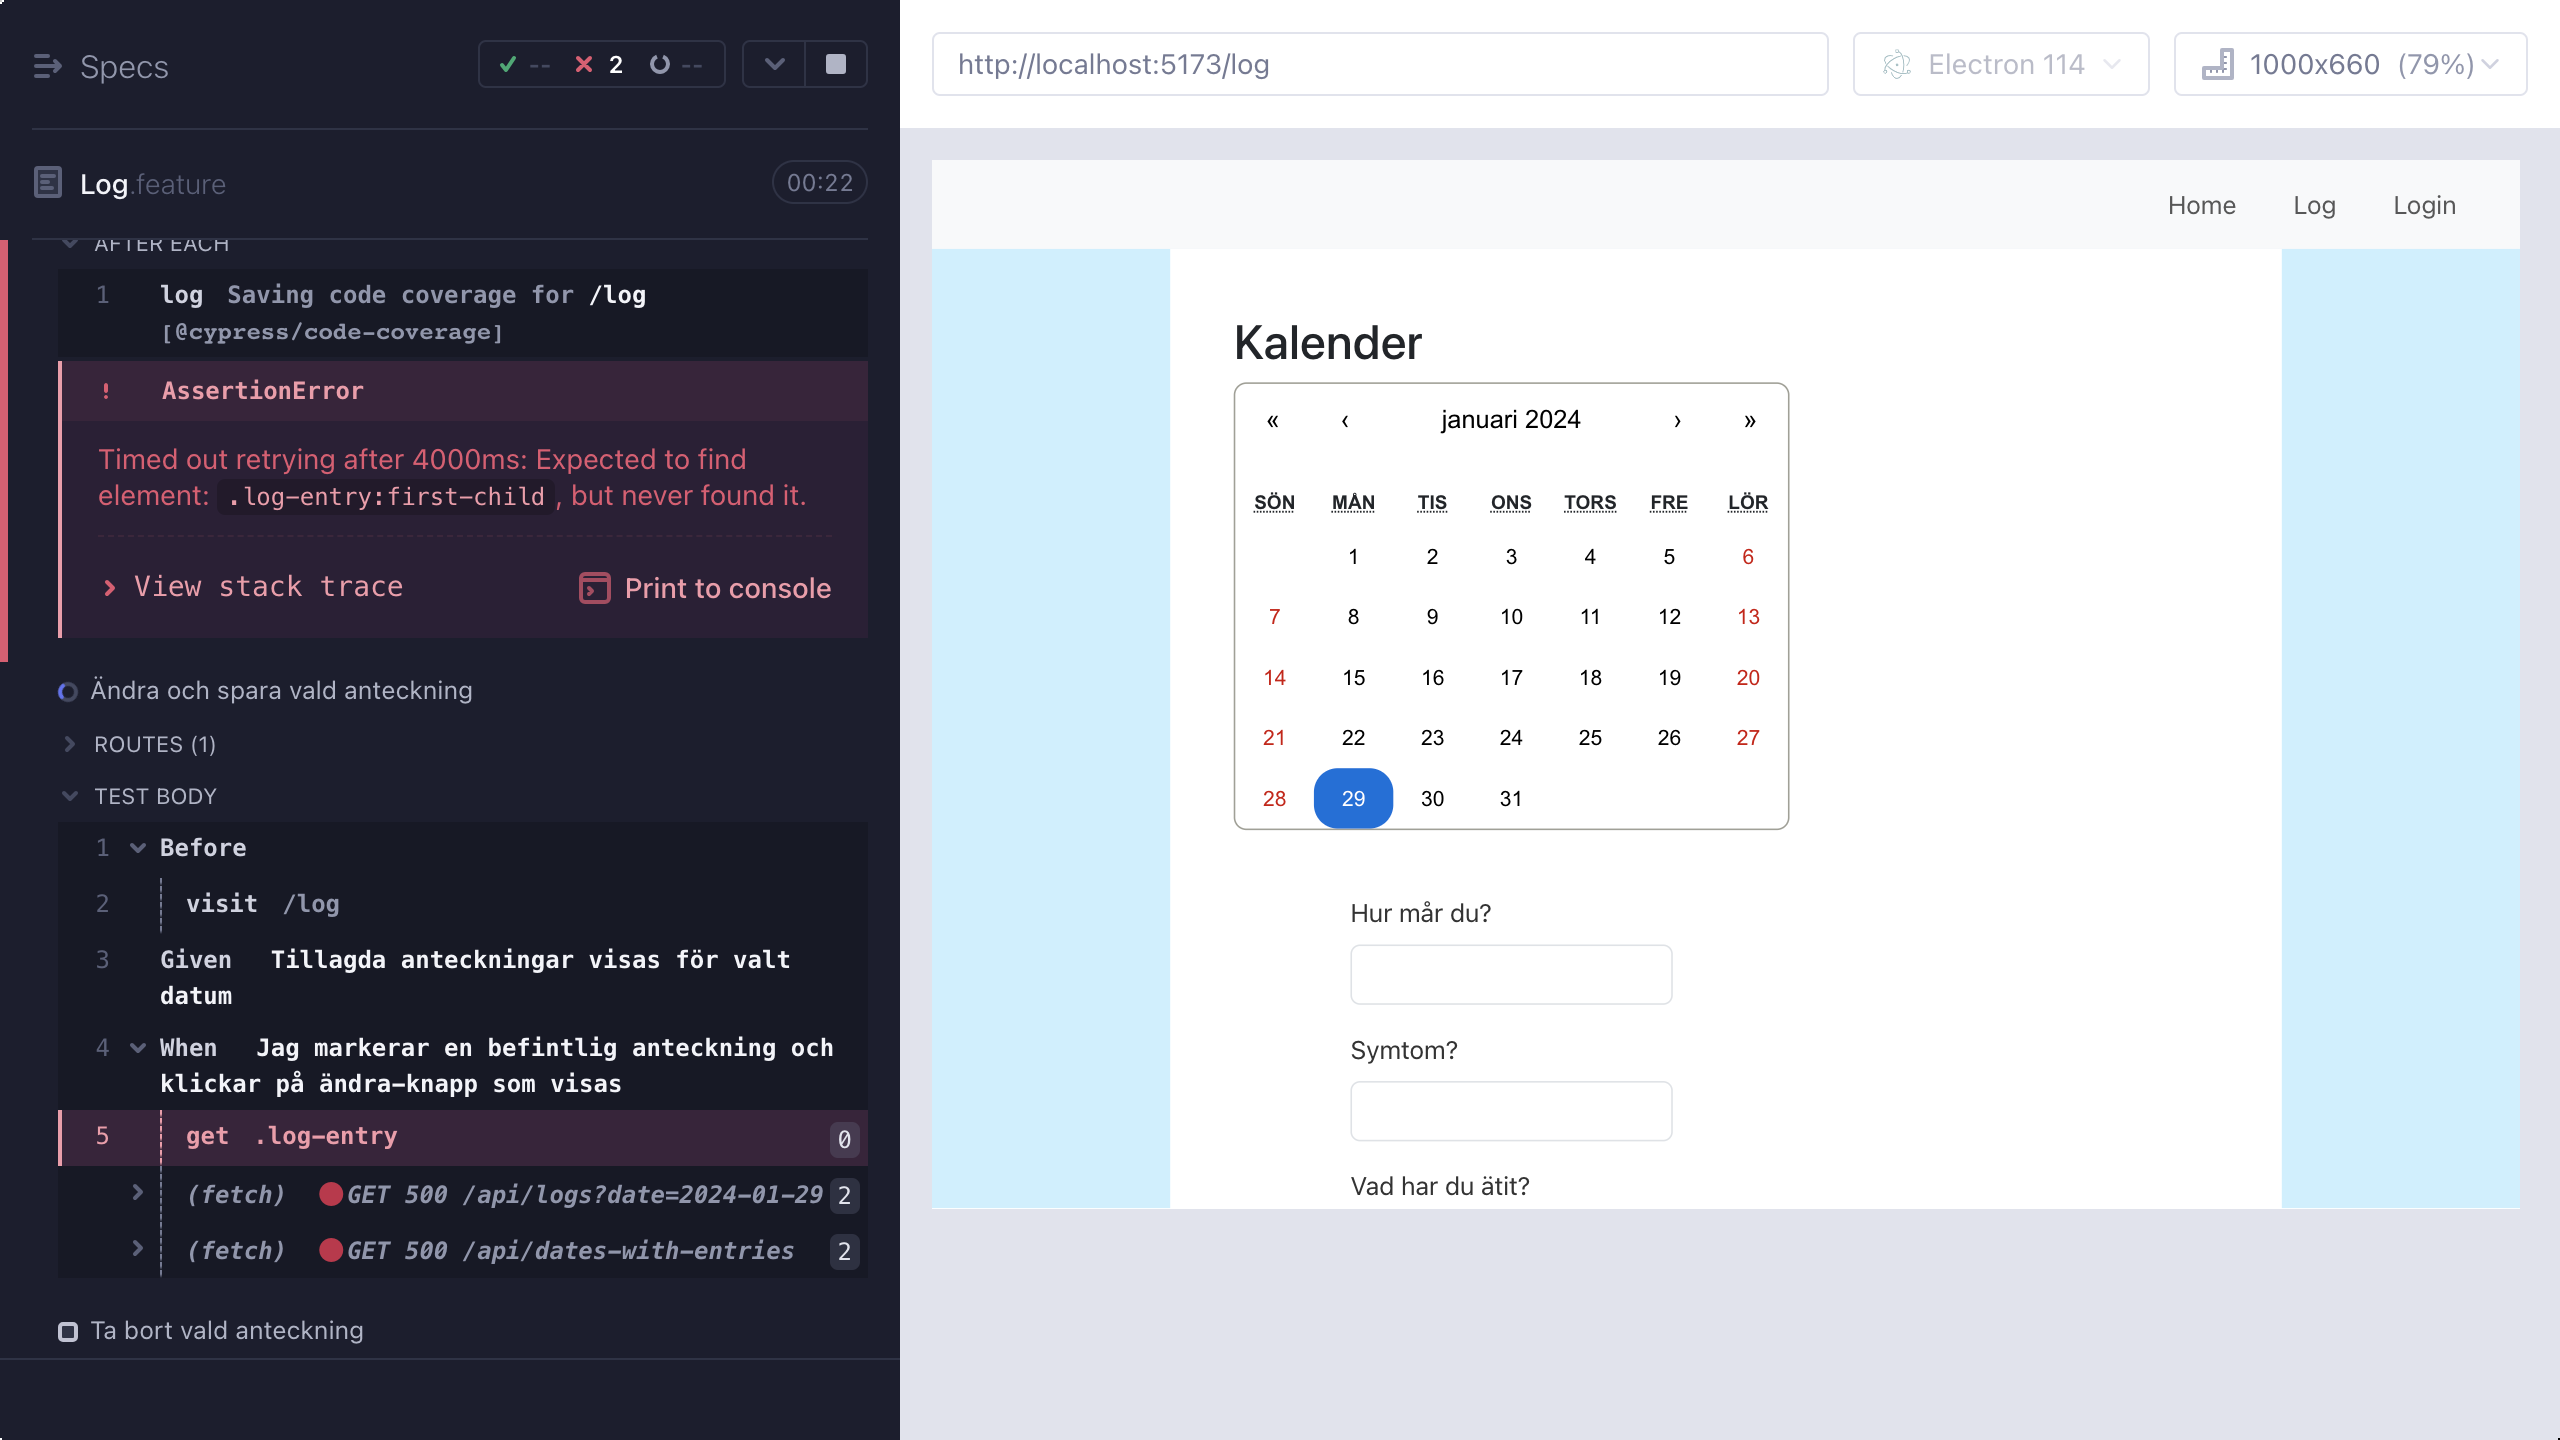 Specs
-- 2 --
Log.feature 00:22
AFTER EACH
1 log Saving code coverage for /log
[@cypress/code-coverage]
! AssertionError
Timed out retrying after 4000ms: Expected to find
element: .log-entry:first-child, but never found it.
View stack trace Print to console
Ändra och spara vald anteckning
ROUTES (1)
TEST BODY
1 Before
2 visit /log
3 Given Tillagda anteckningar visas för valt
datum
4 When Jag markerar en befintlig anteckning och
klickar på ändra-knapp som visas
5 get .log-entry 0
(fetch) GET 500 /api/logs?date=2024-01-29 2
(fetch) GET 500 /api/dates-with-entries 2
Ta bort vald anteckning
http://localhost:5173/log Electron 114 1000x660 (79%)
Home Log Login
Kalender
« ‹ januari 2024 › »
SÖN MÅN TIS ONS TORS FRE LÖR
1 2 3 4 5 6
7 8 9 10 11 12 13
14 15 16 17 18 19 20
21 22 23 24 25 26 27
28 29 30 31
Hur mår du?
Symtom?
Vad har du ätit?